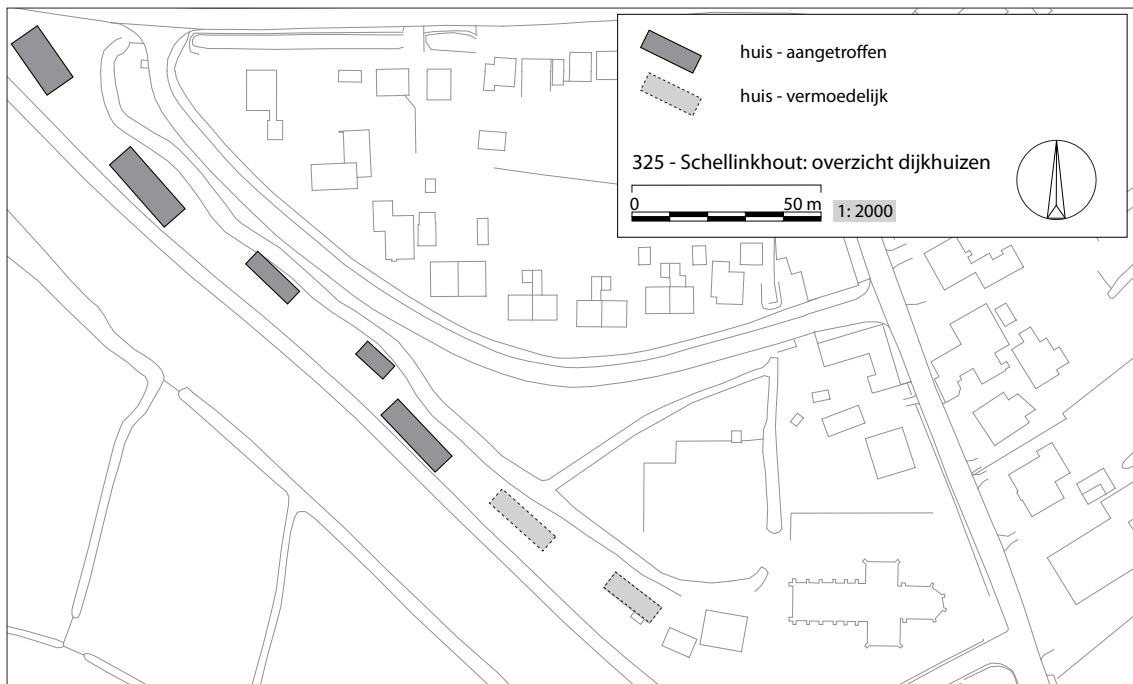 huis - aangetroffen
huis - vermoedelijk
325 - Schellinkhout: overzicht dijkhuizen
0 50 m
1: 2000